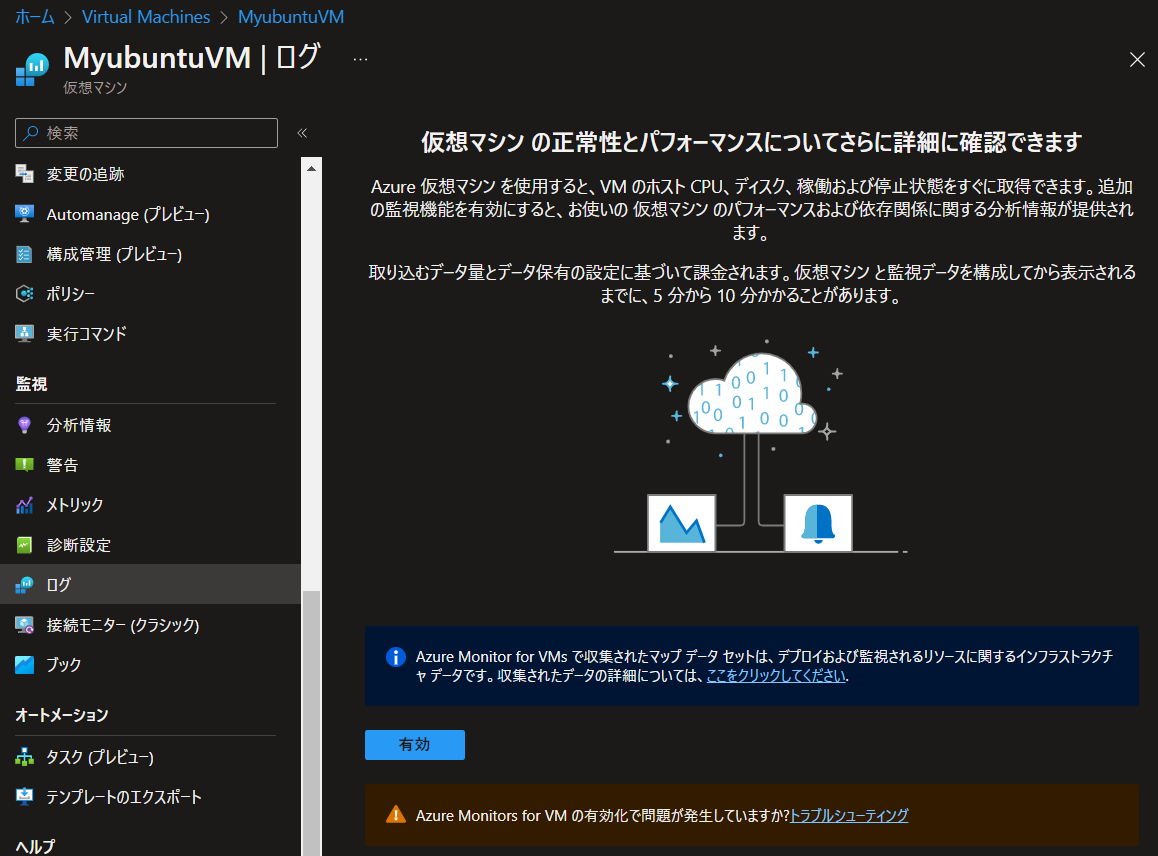 ホーム > Virtual Machines > MyubuntuVM
MyubuntuVM | ログ ...
仮想マシン
検索
変更の追跡
Automanage (プレビュー)
構成管理 (プレビュー)
ポリシー
実行コマンド
監視
分析情報
警告
メトリック
診断設定
ログ
接続モニター (クラシック)
ブック
オートメーション
タスク (プレビュー)
テンプレートのエクスポート
ヘルプ
仮想マシン の正常性とパフォーマンスについてさらに詳細に確認できます
Azure 仮想マシン を使用すると、VM のホスト CPU、ディスク、稼働および停止状態をすぐに取得できます。追加
の監視機能を有効にすると、お使いの 仮想マシン のパフォーマンスおよび依存関係に関する分析情報が提供され
ます。
取り込むデータ量とデータ保有の設定に基づいて課金されます。仮想マシン と監視データを構成してから表示される
までに、5 分から 10 分かかることがあります。
Azure Monitor for VMs で収集されたマップ データ セットは、デプロイおよび監視されるリソースに関するインフラストラクチ
ャ データです。収集されたデータの詳細については、ここをクリックしてください.
有効
Azure Monitors for VM の有効化で問題が発生していますか?トラブルシューティング